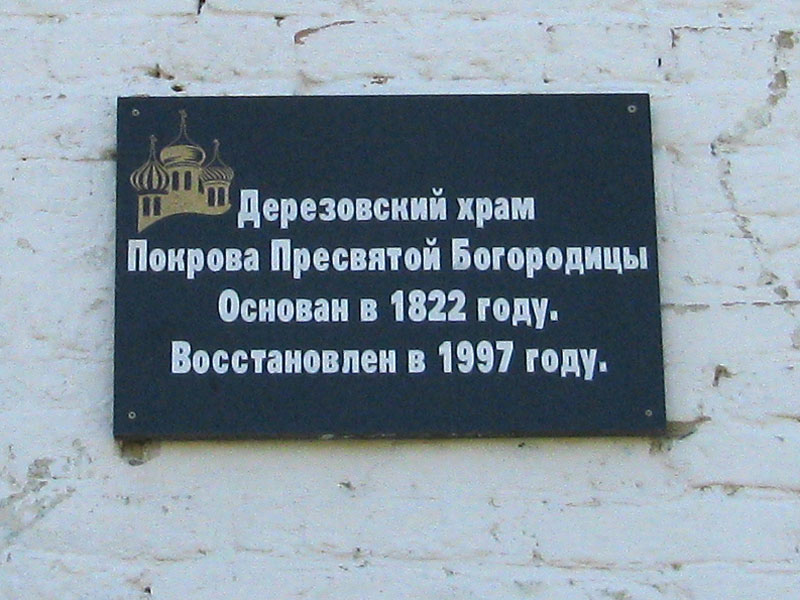 Дерезовский храм
Покрова Пресвятой Богородицы
Основан в 1822 году.
Восстановлен в 1997 году.